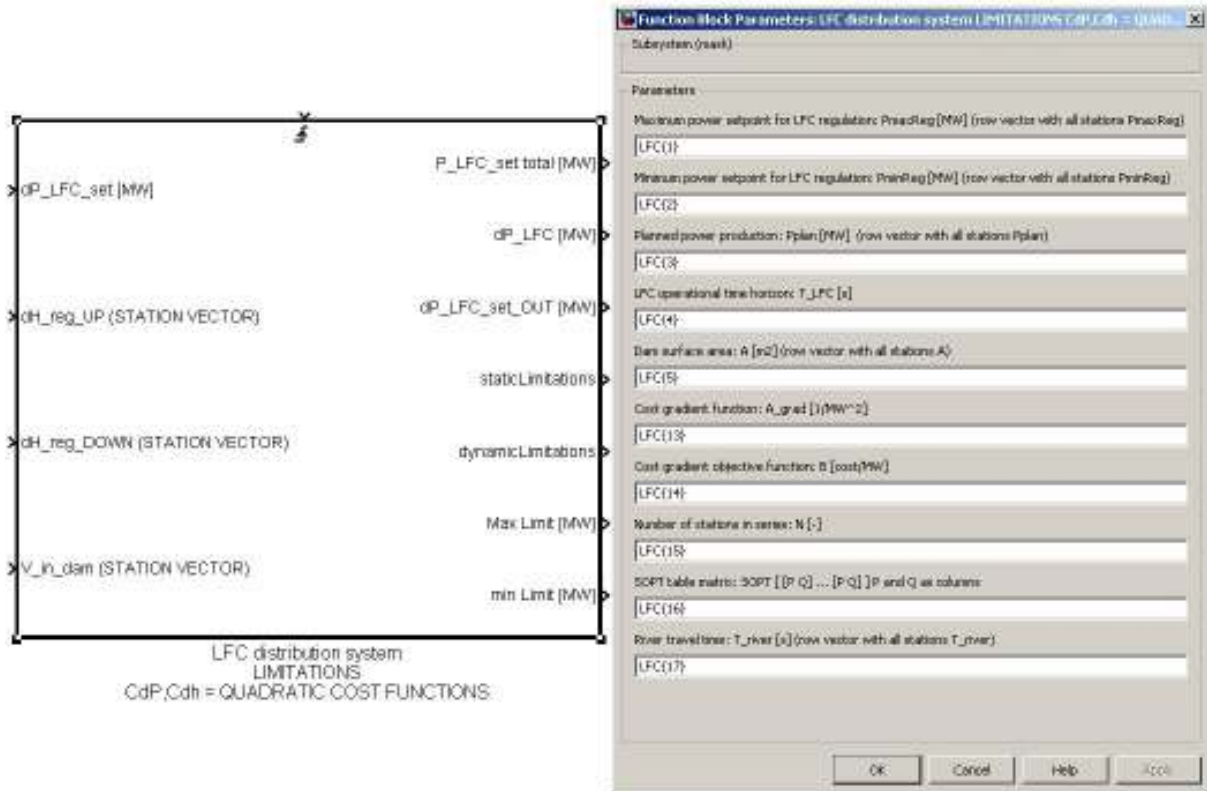 dP_LFC_set [MW]
dH_reg_UP (STATION VECTOR)
dH_reg_DOWN (STATION VECTOR)
V_in_dam (STATION VECTOR)
P_LFC_set total [MW]
dP_LFC [MW]
dP_LFC_set_OUT [MW]
staticLimitations
dynamicLimitations
Max Limit [MW]
min Limit [MW]
LFC distribution system
LIMITATIONS
CdP,Cdh = QUADRATIC COST FUNCTIONS
Function Block Parameters: LFC distribution system LIMITATIONS CdP,Cdh = QUAD...
Subsystem (mask)
Parameters
Maximum power setpoint for LFC regulation: PmaxReg [MW] (row vector with all stations PmaxReg)
LFC{1}
Minimum power setpoint for LFC regulation: PminReg [MW] (row vector with all stations PminReg)
LFC{2}
Planned power production: Pplan [MW] (row vector with all stations Pplan)
LFC{3}
LFC operational time horizon: T_LFC [s]
LFC{4}
Dam surface area: A [m2] (row vector with all stations A)
LFC{5}
Cost gradient function: A_grad [1/MW^2]
LFC{13}
Cost gradient objective function: B [cost/MW]
LFC{14}
Number of stations in series: N [-]
LFC{15}
SOPT table matrix: SOPT [ [P Q] ... [P Q] ] P and Q as columns
LFC{16}
River travel time: T_river [s] (row vector with all stations T_river)
LFC{17}
OK
Cancel
Help
Apply